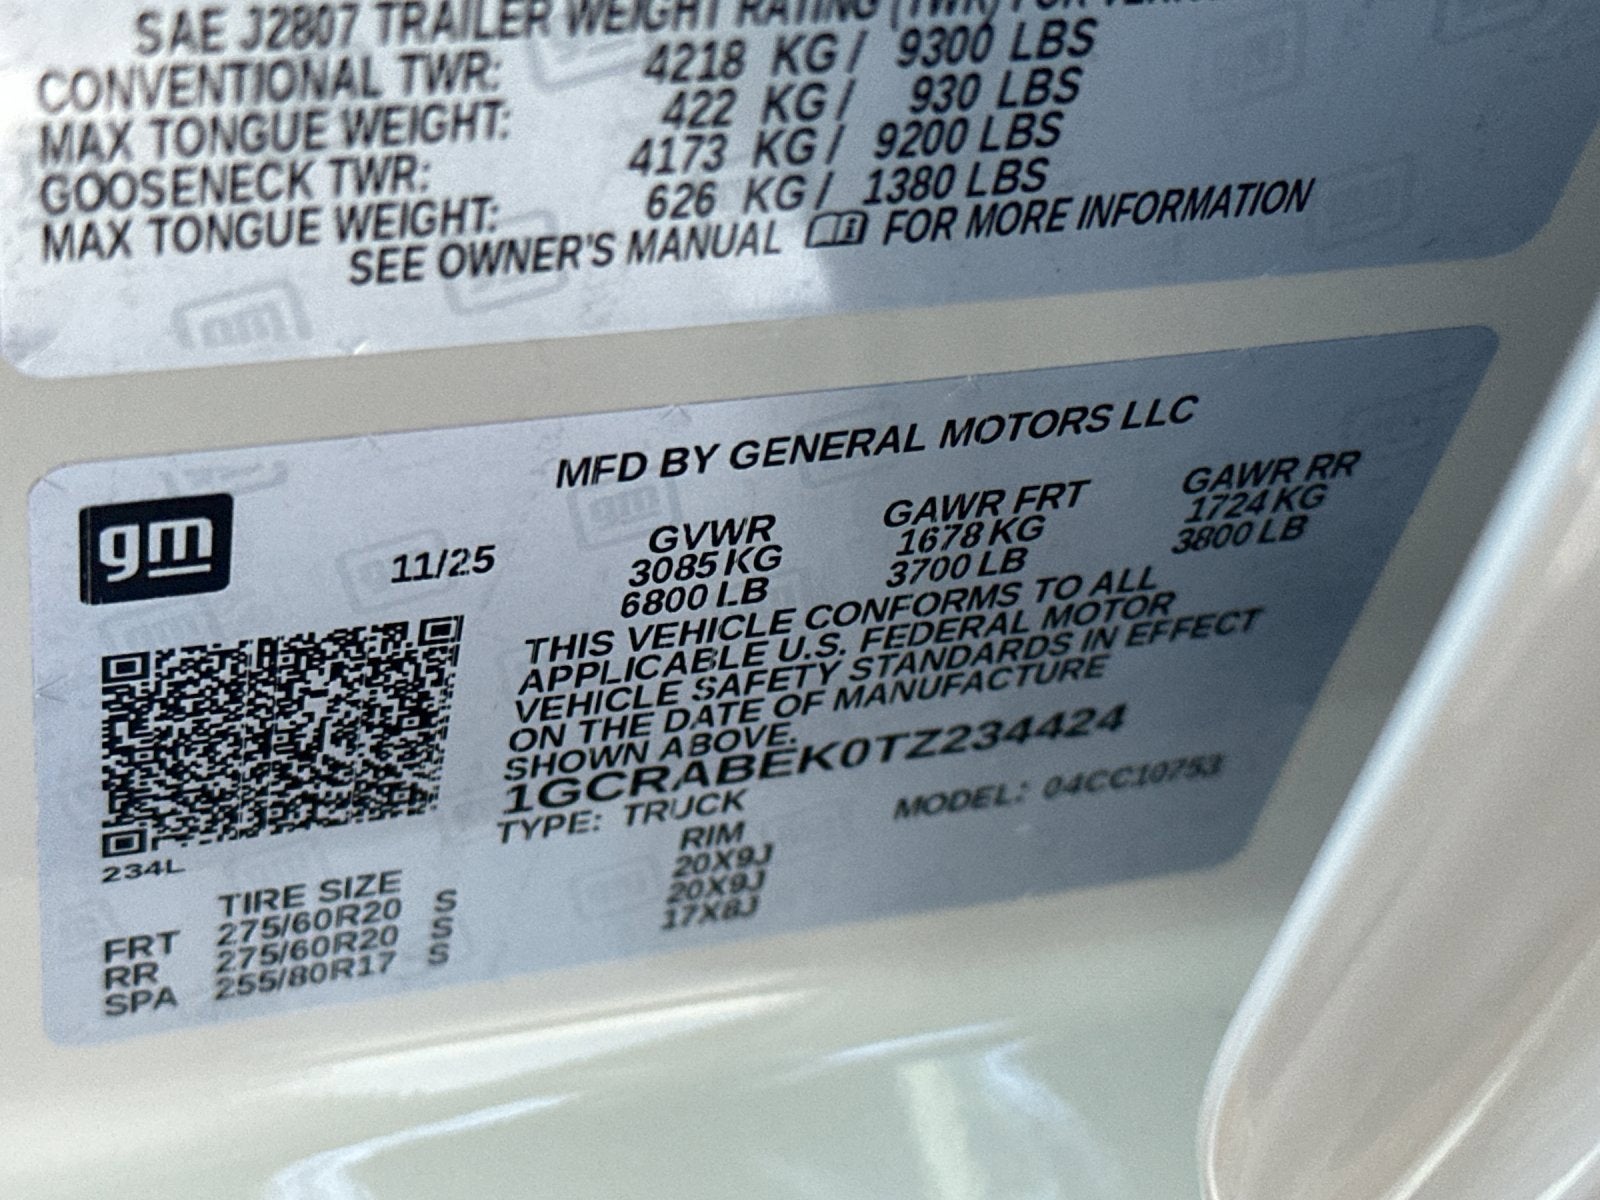 SAE J2807 TRAILER WEIGHT RATING (TWR) FOR
CONVENTIONAL TWR: 4218 KG / 9300 LBS
MAX TONGUE WEIGHT: 422 KG / 930 LBS
GOOSENECK TWR: 4173 KG / 9200 LBS
MAX TONGUE WEIGHT: 626 KG / 1380 LBS
SEE OWNER'S MANUAL FOR MORE INFORMATION
MFD BY GENERAL MOTORS LLC
gm
11/25
GVWR GAWR FRT GAWR RR
3085 KG 1678 KG 1724 KG
6800 LB 3700 LB 3800 LB
THIS VEHICLE CONFORMS TO ALL
APPLICABLE U.S. FEDERAL MOTOR
VEHICLE SAFETY STANDARDS IN EFFECT
ON THE DATE OF MANUFACTURE
SHOWN ABOVE.
1GCRABEK0TZ234424
TYPE: TRUCK MODEL: 04CC10753
234L
TIRE SIZE RIM
FRT 275/60R20 S 20X9J
RR 275/60R20 S 20X9J
SPA 255/80R17 S 17X8J